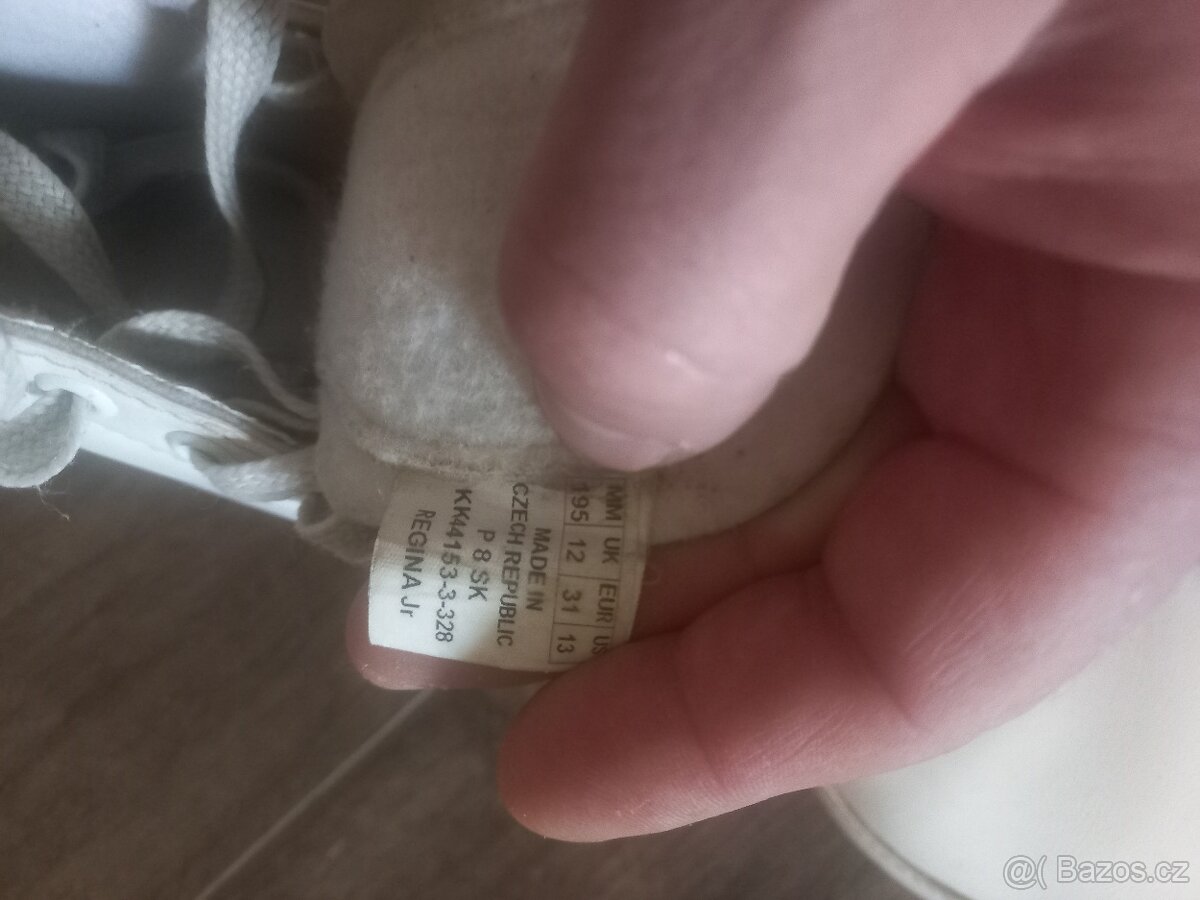 MM UK EUR US
195 12 31 13
MADE IN
CZECH REPUBLIC
P 8 SK
KK44153-3-328
REGINA Jr
@( Bazos.cz